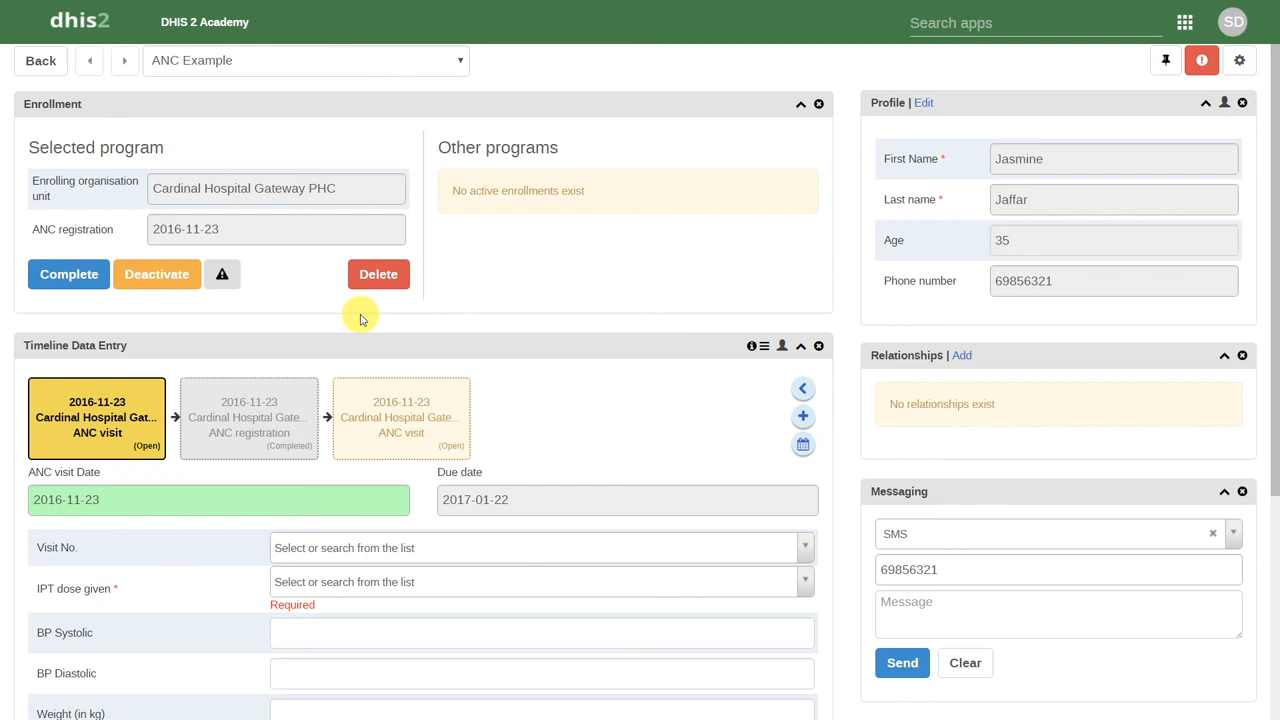 dhis2
DHIS 2 Academy
Search apps
SD
Back
ANC Example
Enrollment
Selected program
Enrolling organisation
unit
Cardinal Hospital Gateway PHC
ANC registration
2016-11-23
Complete
Deactivate
Delete
Other programs
No active enrollments exist
Timeline Data Entry
2016-11-23
Cardinal Hospital Gat...
ANC visit
(Open)
2016-11-23
Cardinal Hospital Gate...
ANC registration
(Completed)
2016-11-23
Cardinal Hospital Gate...
ANC visit
(Open)
ANC visit Date
2016-11-23
Due date
2017-01-22
Visit No.
Select or search from the list
IPT dose given *
Select or search from the list
Required
BP Systolic
BP Diastolic
Weight (in kg)
Profile | Edit
First Name *
Jasmine
Last name *
Jaffar
Age
35
Phone number
69856321
Relationships | Add
No relationships exist
Messaging
SMS
69856321
Message
Send
Clear